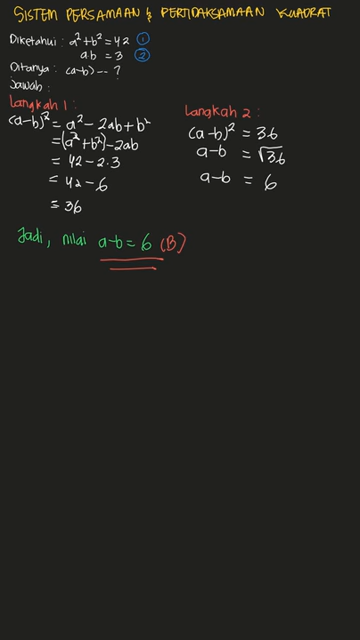 SISTEM PERSAMAAN & PERTIDAKSAMAAN KUADRAT
Diketahui : a² + b² = 42 ①
a·b = 3 ②
Ditanya : (a-b) --- ?
Jawab :
Langkah 1 :
(a-b)² = a² - 2ab + b²
= (a² + b²) - 2ab
= 42 - 2·3
= 42 - 6
= 36
Langkah 2 :
(a-b)² = 36
a-b = √36
a-b = 6
Jadi, nilai a-b = 6 (B)